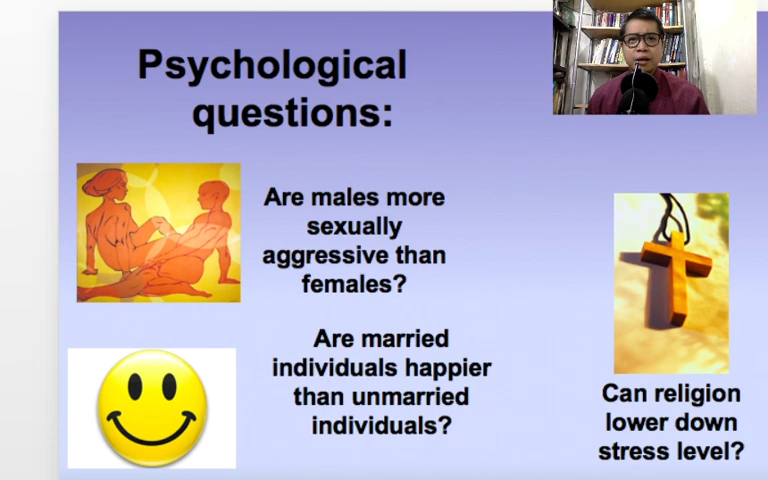 Psychological
questions:
Are males more
sexually
aggressive than
females?
Are married
individuals happier
than unmarried
individuals?
Can religion
lower down
stress level?